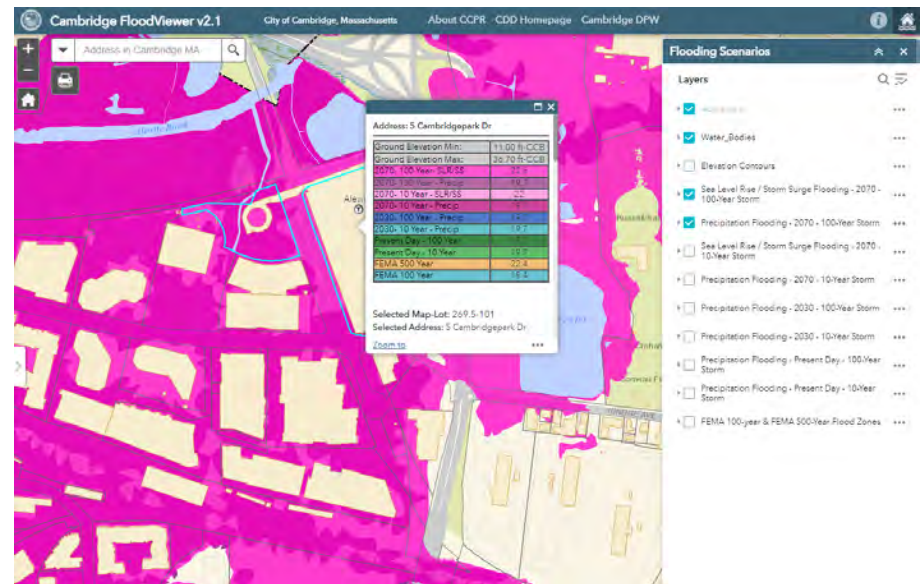 Cambridge FloodViewer v2.1
City of Cambridge, Massachusetts
About CCPR
CDD Homepage
Cambridge DPW
Address in Cambridge MA
Address: 5 Cambridgepark Dr
Ground Elevation Min: 11.00 ft-CCB
Ground Elevation Max: 36.70 ft-CCB
2070- 100 Year- SLR/SS
2070- 100 Year - Precip
2070- 10 Year - SLR/SS 22
2070- 10 Year - Precip
2030- 100 Year - Precip
2030- 10 Year - Precip 19.7
Present Day - 100 Year
Present Day - 10 Year
FEMA 500 Year 22.4
FEMA 100 Year
Selected Map-Lot: 269.5-101
Selected Address: 5 Cambridgepark Dr
Zoom to
Flooding Scenarios
Layers
Water_Bodies
Elevation Contours
See Level Rise / Storm Surge Flooding - 2070 -
100-Year Storm
Precipitation Flooding - 2070 - 100-Year Storm
See Level Rise / Storm Surge Flooding - 2070 -
10-Year Storm
Precipitation Flooding - 2070 - 10-Year Storm
Precipitation Flooding - 2030 - 100-Year Storm
Precipitation Flooding - 2030 - 10-Year Storm
Precipitation Flooding - Present Day - 100-Year
Storm
Precipitation Flooding - Present Day - 10-Year
Storm
FEMA 100-year & FEMA 500-Year Flood Zones